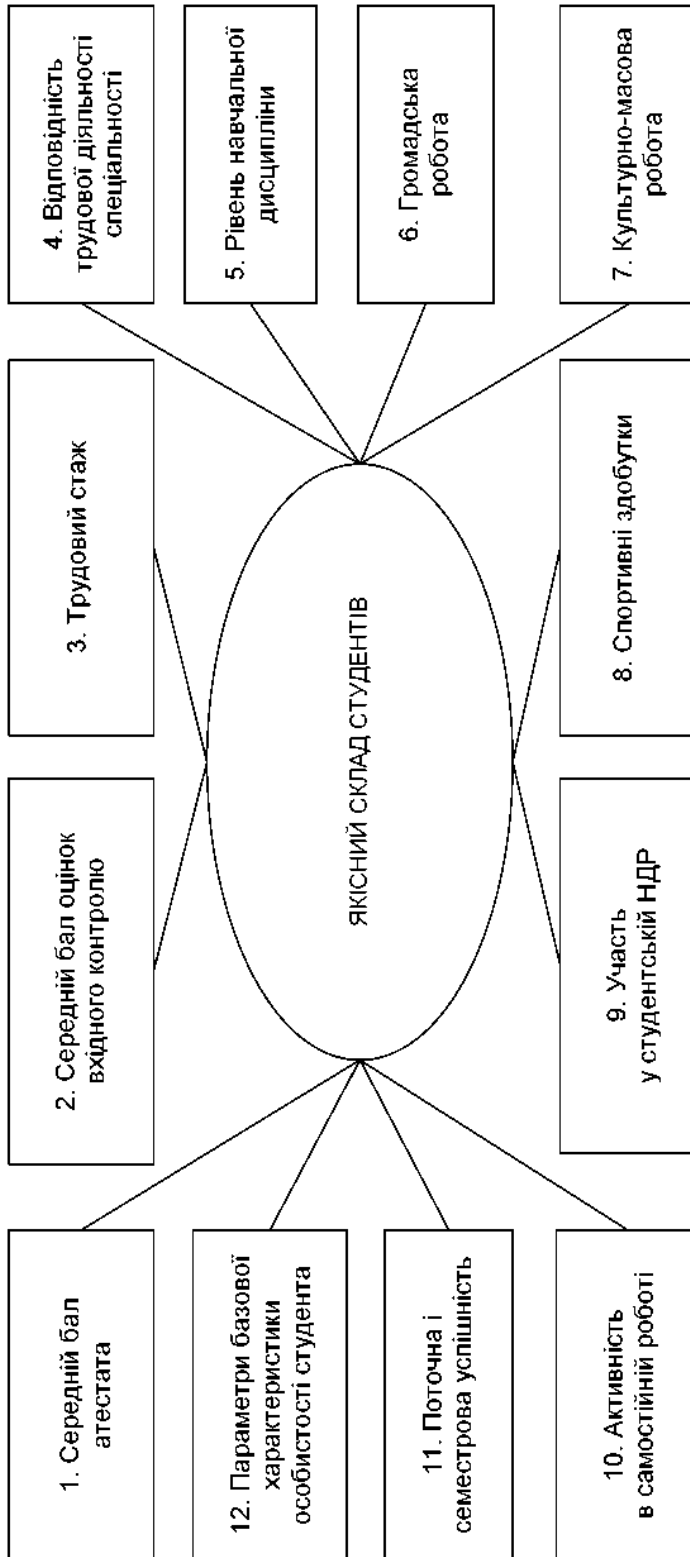 1. Середній бал
атестата
2. Середній бал оцінок
вхідного контролю
3. Трудовий стаж
4. Відповідність
трудової діяльності
спеціальності
5. Рівень навчальної
дисципліни
6. Громадська
робота
7. Культурно-масова
робота
8. Спортивні здобутки
9. Участь
у студентській НДР
10. Активність
в самостійній роботі
11. Поточна і
семестрова успішність
12. Параметри базової
характеристики
особистості студента
ЯКІСНИЙ СКЛАД СТУДЕНТІВ